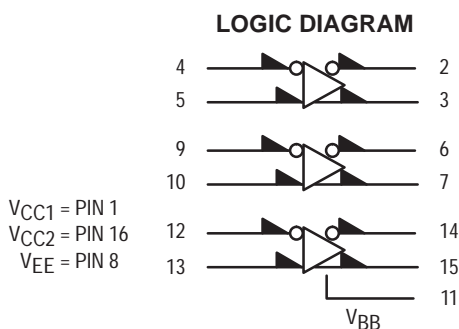 LOGIC DIAGRAM
4 2
5 3
9 6
10 7
VCC1 = PIN 1
VCC2 = PIN 16
VEE = PIN 8
12 14
13 15
11
VBB